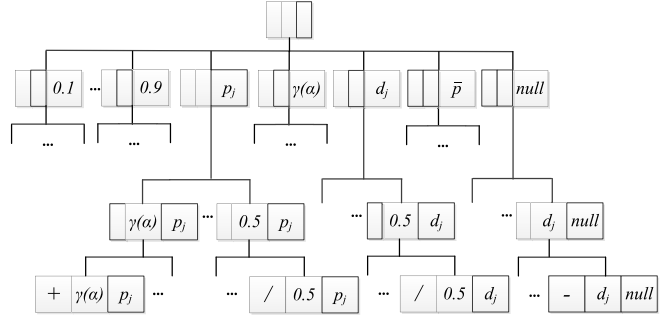 0.1 ... 0.9 pⱼ γ(α) dⱼ p̄ null
... ... ... ...
γ(α) pⱼ ... 0.5 pⱼ ... 0.5 dⱼ ... dⱼ null
+ γ(α) pⱼ ... ... / 0.5 pⱼ ... / 0.5 dⱼ ... - dⱼ null